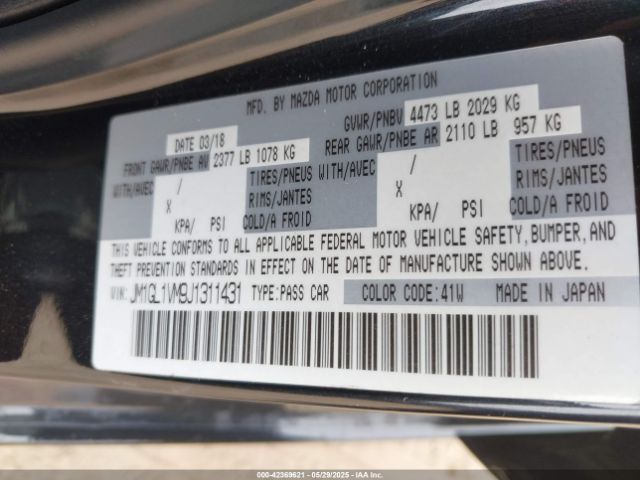 MFD. BY MAZDA MOTOR CORPORATION
DATE 03/18 GVWR/PNBV 4473 LB 2029 KG
FRONT GAWR/PNBE AV 2377 LB 1078 KG REAR GAWR/PNBE AR 2110 LB 957 KG
WITH/AVEC / TIRES/PNEUS WITH/AVEC / TIRES/PNEUS
X RIMS/JANTES X RIMS/JANTES
KPA/ PSI COLD/A FROID KPA/ PSI COLD/A FROID
THIS VEHICLE CONFORMS TO ALL APPLICABLE FEDERAL MOTOR VEHICLE SAFETY, BUMPER, AND
THEFT PREVENTION STANDARDS IN EFFECT ON THE DATE OF MANUFACTURE SHOWN ABOVE.
VIN: JM1GL1VM9J1311431 TYPE:PASS CAR COLOR CODE:41W MADE IN JAPAN
000-42369621 - 05/29/2025 - IAA Inc.